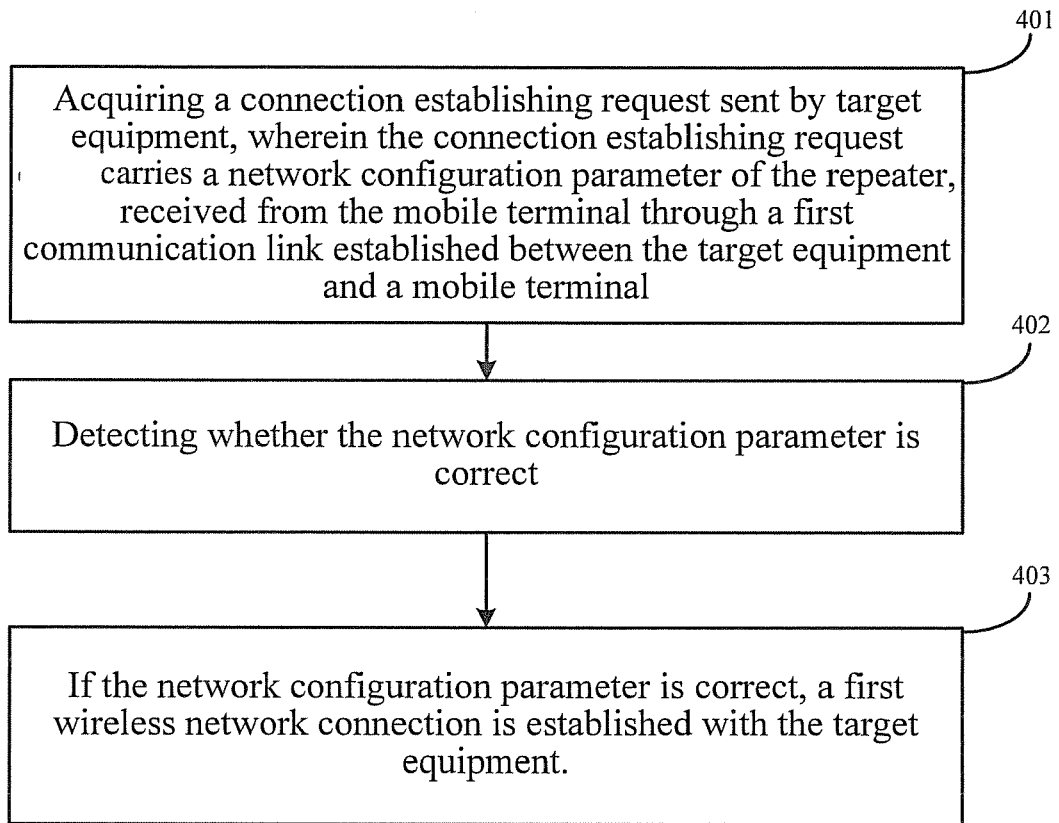 401
Acquiring a connection establishing request sent by target
equipment, wherein the connection establishing request
carries a network configuration parameter of the repeater,
received from the mobile terminal through a first
communication link established between the target equipment
and a mobile terminal
402
Detecting whether the network configuration parameter is
correct
403
If the network configuration parameter is correct, a first
wireless network connection is established with the target
equipment.